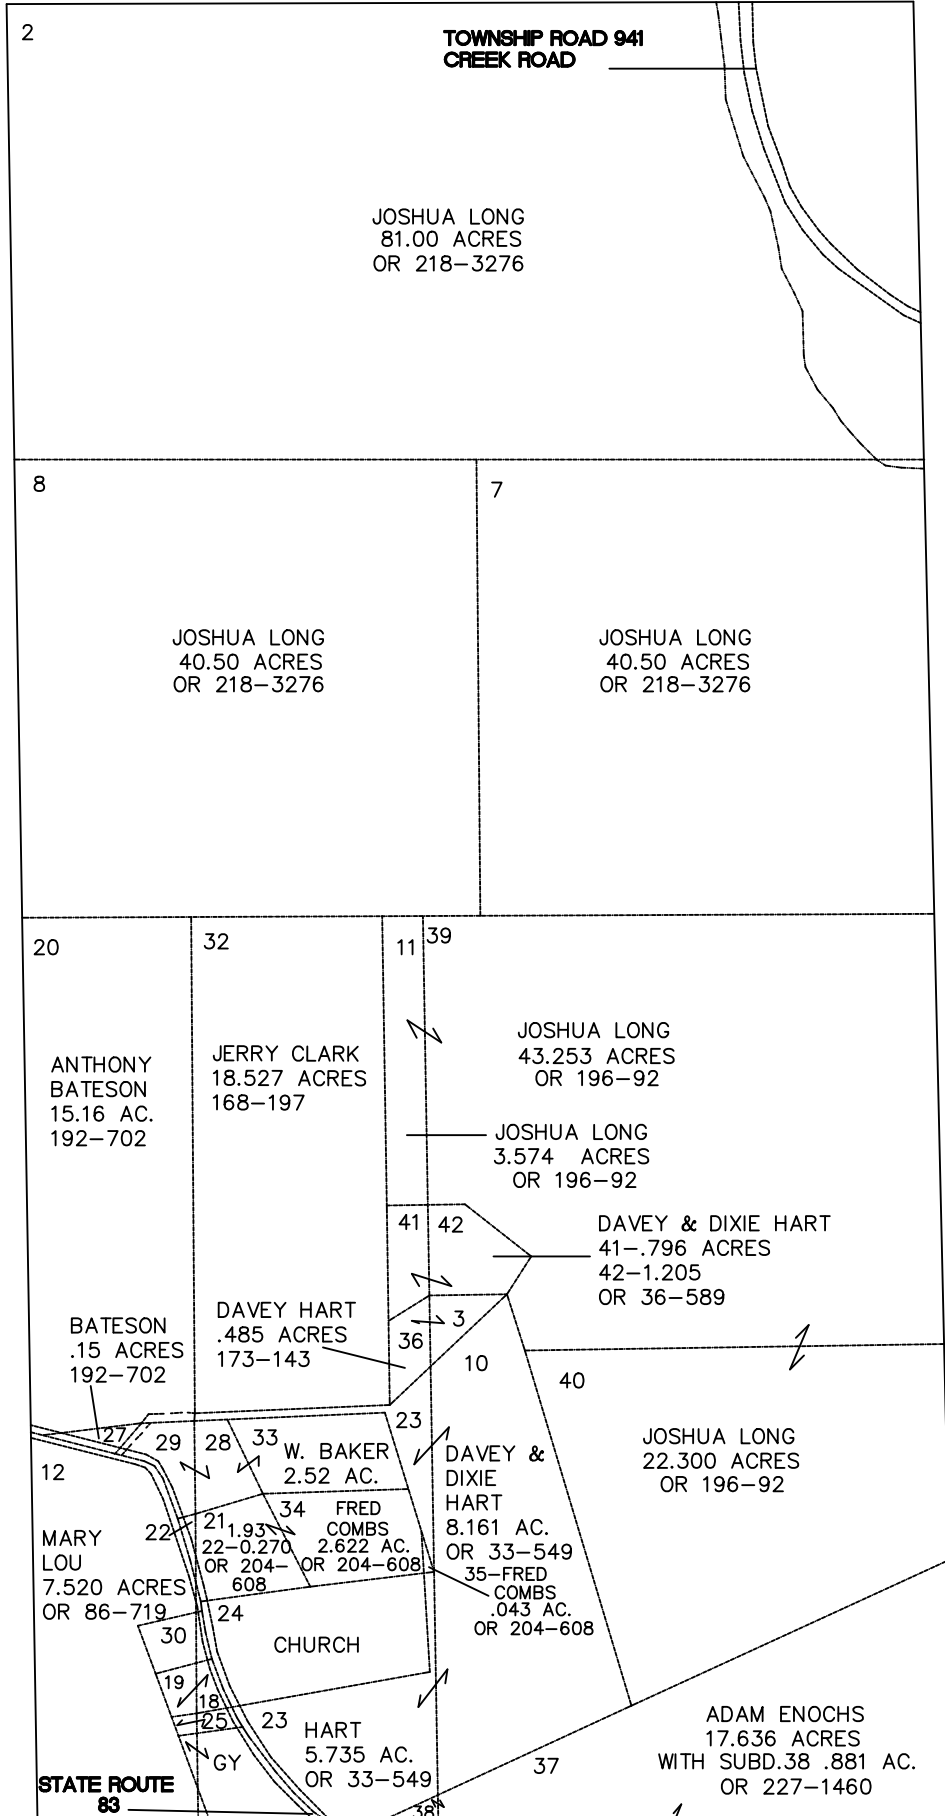 2
TOWNSHIP ROAD 941
CREEK ROAD
JOSHUA LONG
81.00 ACRES
OR 218-3276
8
7
JOSHUA LONG
40.50 ACRES
OR 218-3276
JOSHUA LONG
40.50 ACRES
OR 218-3276
20
32
11
39
ANTHONY
BATESON
15.16 AC.
192-702
JERRY CLARK
18.527 ACRES
168-197
JOSHUA LONG
43.253 ACRES
OR 196-92
JOSHUA LONG
3.574 ACRES
OR 196-92
41
42
DAVEY & DIXIE HART
41-.796 ACRES
42-1.205
OR 36-589
BATESON
.15 ACRES
192-702
DAVEY HART
.485 ACRES
173-143
36
3
10
40
JOSHUA LONG
22.300 ACRES
OR 196-92
27
29
28
33
23
12
W. BAKER
2.52 AC.
DAVEY &
DIXIE
HART
8.161 AC.
OR 33-549
34
FRED
COMBS
2.622 AC.
OR 204-608
22
21
1.93
22-0.270
OR 204-
608
35-FRED
COMBS
.043 AC.
OR 204-608
MARY
LOU
7.520 ACRES
OR 86-719
24
30
CHURCH
19
18
25
23
GY
HART
5.735 AC.
OR 33-549
37
38
ADAM ENOCHS
17.636 ACRES
WITH SUBD.38 .881 AC.
OR 227-1460
STATE ROUTE
83